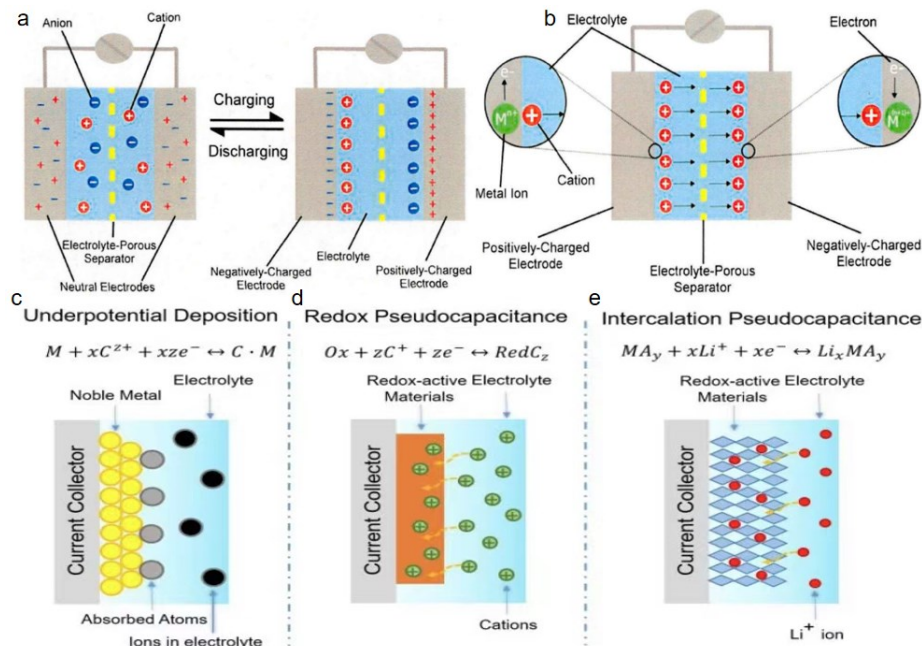 a
Anion
Cation
Charging
Discharging
Electrolyte-Porous
Separator
Neutral Electrodes
Electrolyte
Negatively-Charged
Electrode
Positively-Charged
Electrode
b
Electrolyte
Electron
e-
Mⁿ⁺
Metal Ion
Cation
e-
Positively-Charged
Electrode
Electrolyte-Porous
Separator
Negatively-Charged
Electrode
c
Underpotential Deposition
M + xC^{z+} + xze⁻ ↔ C · M
Noble Metal
Electrolyte
Current Collector
Absorbed Atoms
Ions in electrolyte
d
Redox Pseudocapacitance
Ox + zC⁺ + ze⁻ ↔ RedC_z
Redox-active Electrolyte
Materials
Current Collector
Cations
e
Intercalation Pseudocapacitance
MA_y + xLi⁺ + xe⁻ ↔ Li_xMA_y
Redox-active Electrolyte
Materials
Current Collector
Li⁺ ion